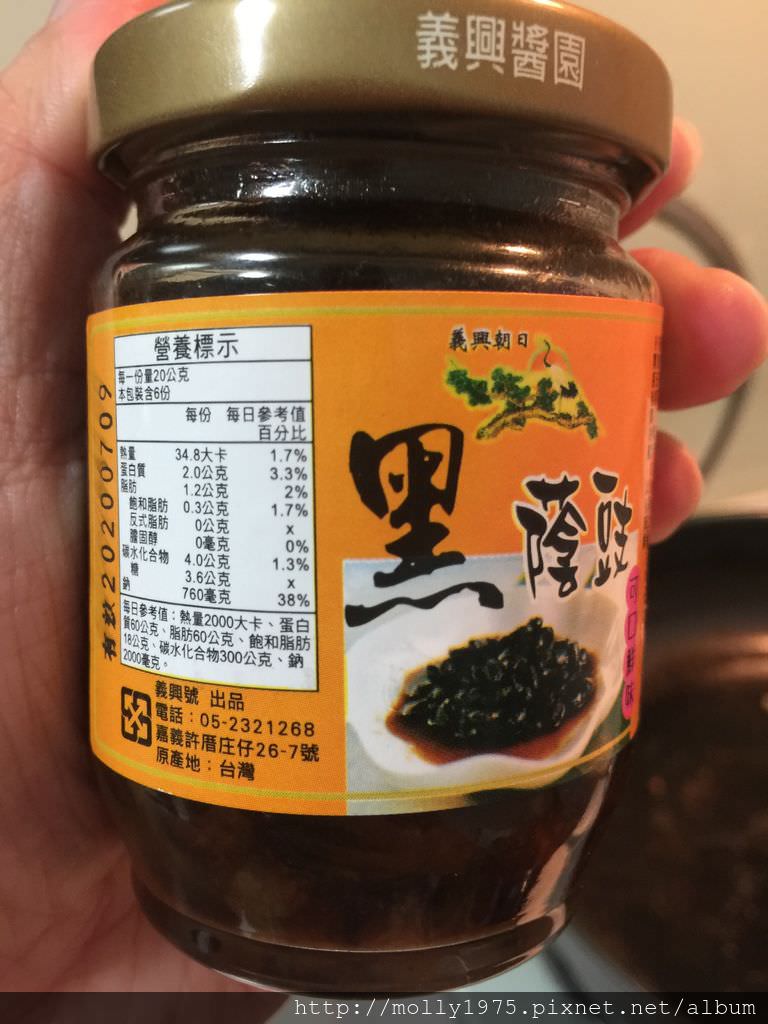 義興醬園
義興朝日
黑蔭豉
可口鮮味
營養標示
每一份量20公克
本包裝含6份
每份 每日參考值
百分比
熱量 34.8大卡 1.7%
蛋白質 2.0公克 3.3%
脂肪 1.2公克 2%
飽和脂肪 0.3公克 1.7%
反式脂肪 0公克 x
膽固醇 0毫克 0%
碳水化合物 4.0公克 1.3%
糖 3.6公克 x
鈉 760毫克 38%
每日參考值：熱量2000大卡、蛋白
質60公克、脂肪60公克、飽和脂肪
18公克、碳水化合物300公克、鈉
2000毫克。
有效20200709
義興號 出品
電話：05-2321268
嘉義許厝庄仔26-7號
原產地：台灣
http://molly1975.pixnet.net/album